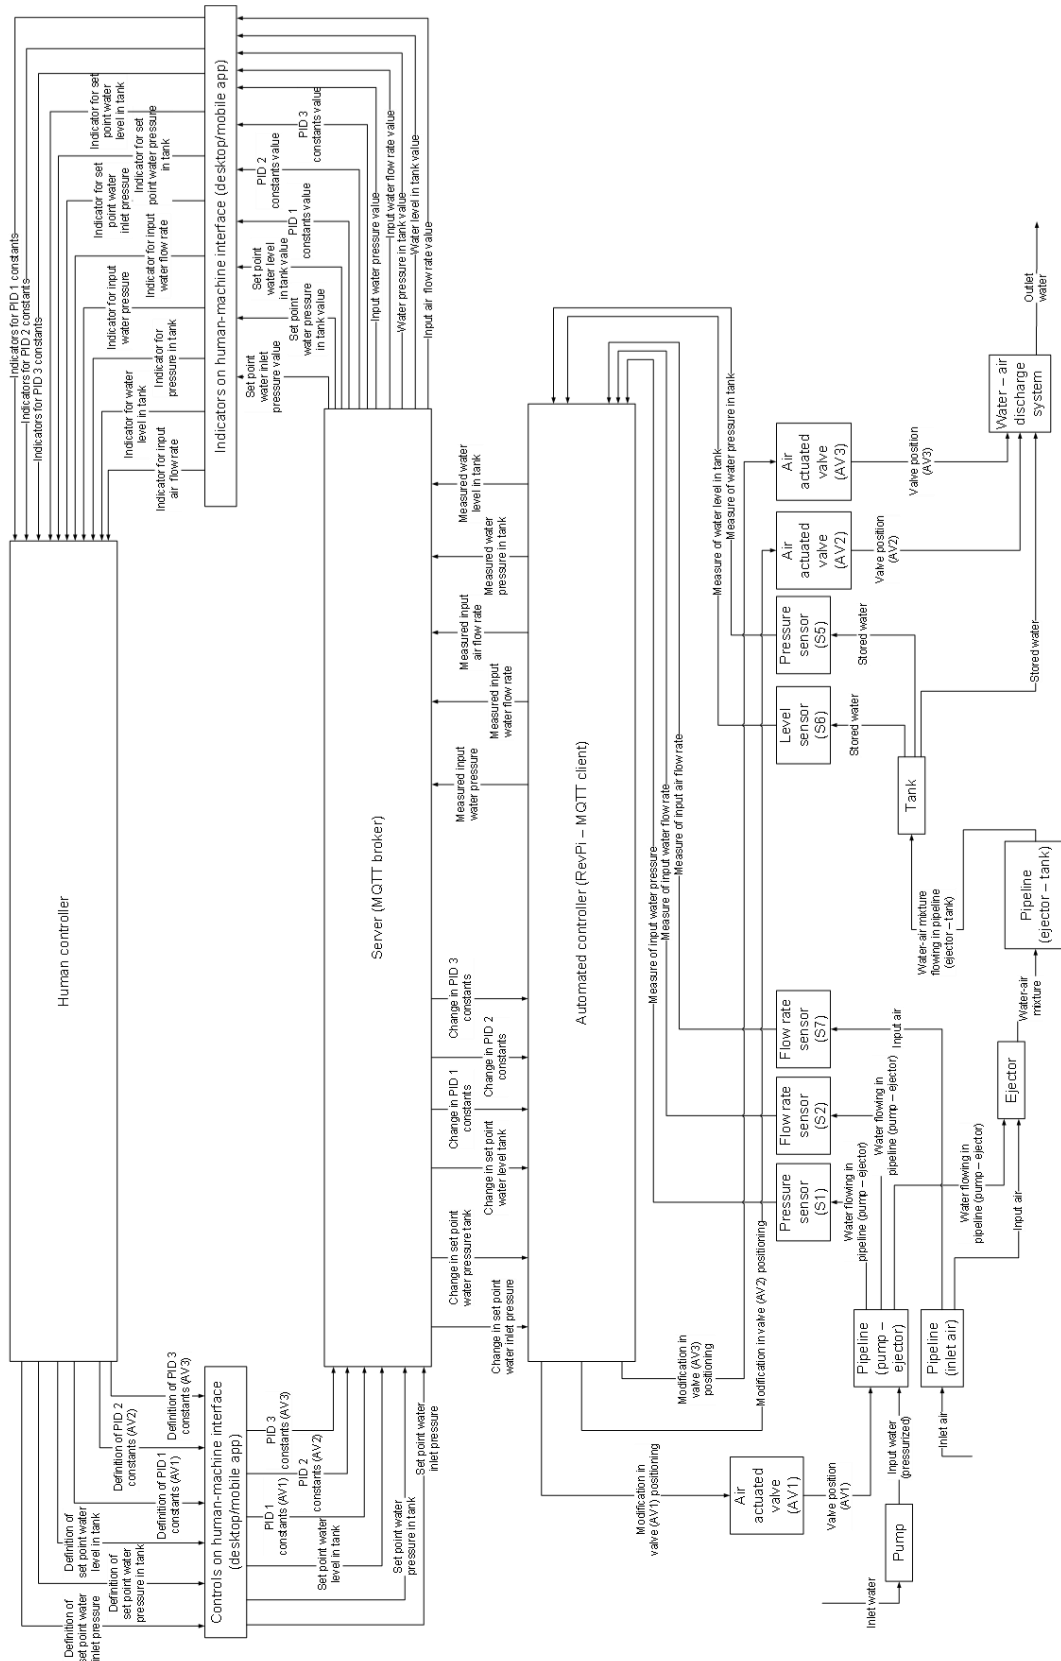 Indicators for PID 1 constants
Indicators for PID 2 constants
Indicators for PID 3 constants
Indicator for set
point water
level in tank
Indicator for set
point water pressure
in tank
Indicator for set
point water
inlet pressure
Indicator for input
water flow rate
Indicator for input
water pressure
Indicator for
pressure in tank
Indicator for water
level in tank
Indicator for input
air flow rate
Human controller
Definition of
set point water
inlet pressure
Definition of
set point water
pressure in tank
Definition of
set point water
level in tank
Definition of PID 1
constants (AV1)
Definition of PID 2
constants (AV2)
Definition of PID 3
constants (AV3)
Controls on human-machine interface
(desktop/mobile app)
Indicators on human-machine interface (desktop/mobile app)
PID 3
constants (AV3)
PID 2
constants (AV2)
PID 1
constants (AV1)
Set point water
level in tank
Set point water
pressure in tank
Set point water
inlet pressure
Set point
water inlet
pressure value
Set point
water pressure
in tank value
Set point
water level
in tank value
PID 1
constants value
PID 2
constants value
PID 3
constants value
Input water pressure value
Input water flow rate value
Water pressure in tank value
Water level in tank value
Input air flow rate value
Server (MQTT broker)
Change in set point
water inlet pressure
Change in set point
water pressure tank
Change in set point
water level tank
Change in PID 1
constants
Change in PID 2
constants
Change in PID 3
constants
Measured input
water pressure
Measured input
water flow rate
Measured input
air flow rate
Measured water
pressure in tank
Measured water
level in tank
Automated controller (RevPi – MQTT client)
Modification in
valve (AV1) positioning
Modification in
valve (AV3)
positioning
Modification in valve (AV2) positioning
Measure of input water pressure
Measure of input water flow rate
Measure of input air flow rate
Measure of water level in tank
Measure of water pressure in tank
Air
actuated
valve
(AV1)
Pressure
sensor
(S1)
Flow rate
sensor
(S2)
Flow rate
sensor
(S7)
Level
sensor
(S6)
Pressure
sensor
(S5)
Air
actuated
valve
(AV2)
Air
actuated
valve
(AV3)
Valve position
(AV1)
Water flowing in
pipeline (pump – ejector)
Water flowing in
pipeline (pump – ejector)
Input air
Stored water
Stored water
Valve position
(AV2)
Valve position
(AV3)
Inlet water
Pump
Input water
(pressurized)
Pipeline
(pump –
ejector)
Inlet air
Pipeline
(inlet air)
Water flowing in
pipeline (pump – ejector)
Input air
Ejector
Water-air
mixture
Pipeline
(ejector – tank)
Water-air mixture
flowing in pipeline
(ejector – tank)
Tank
Stored water
Water – air
discharge
system
Outlet
water